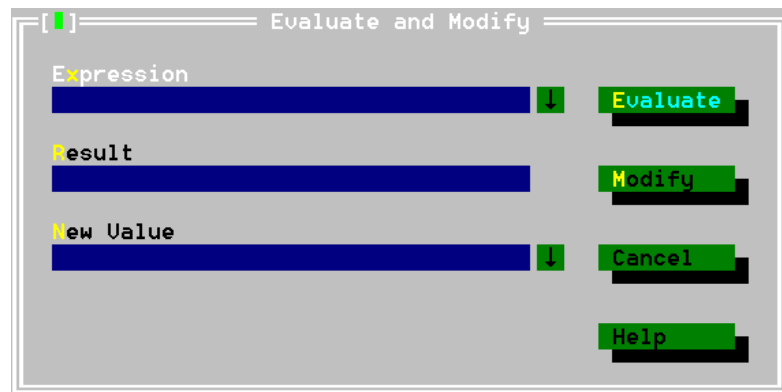 [■] Evaluate and Modify
Expression
↓ Evaluate
Result
Modify
New Value
↓ Cancel
Help